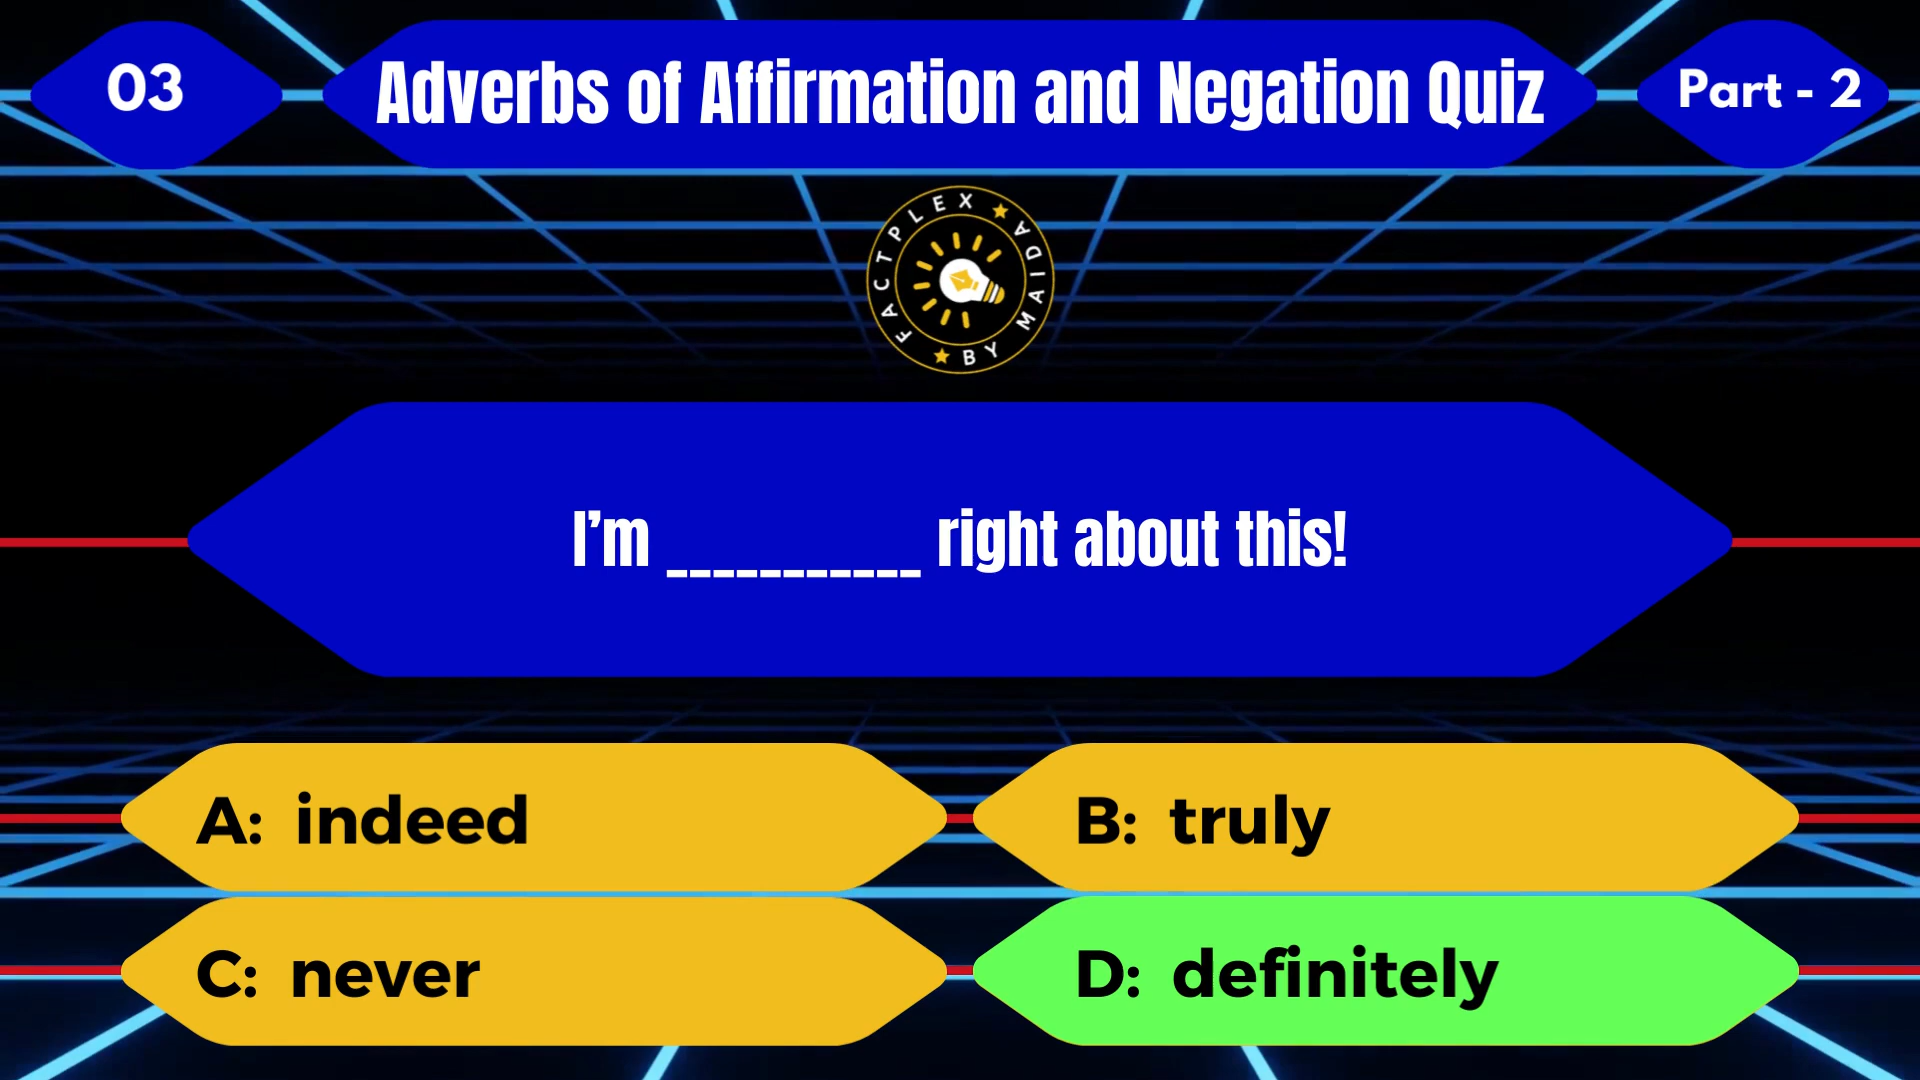 03
Adverbs of Affirmation and Negation Quiz
Part - 2
FACTPLEX ★ BY MAIDA ★
I’m ___________ right about this!
A: indeed
B: truly
C: never
D: definitely